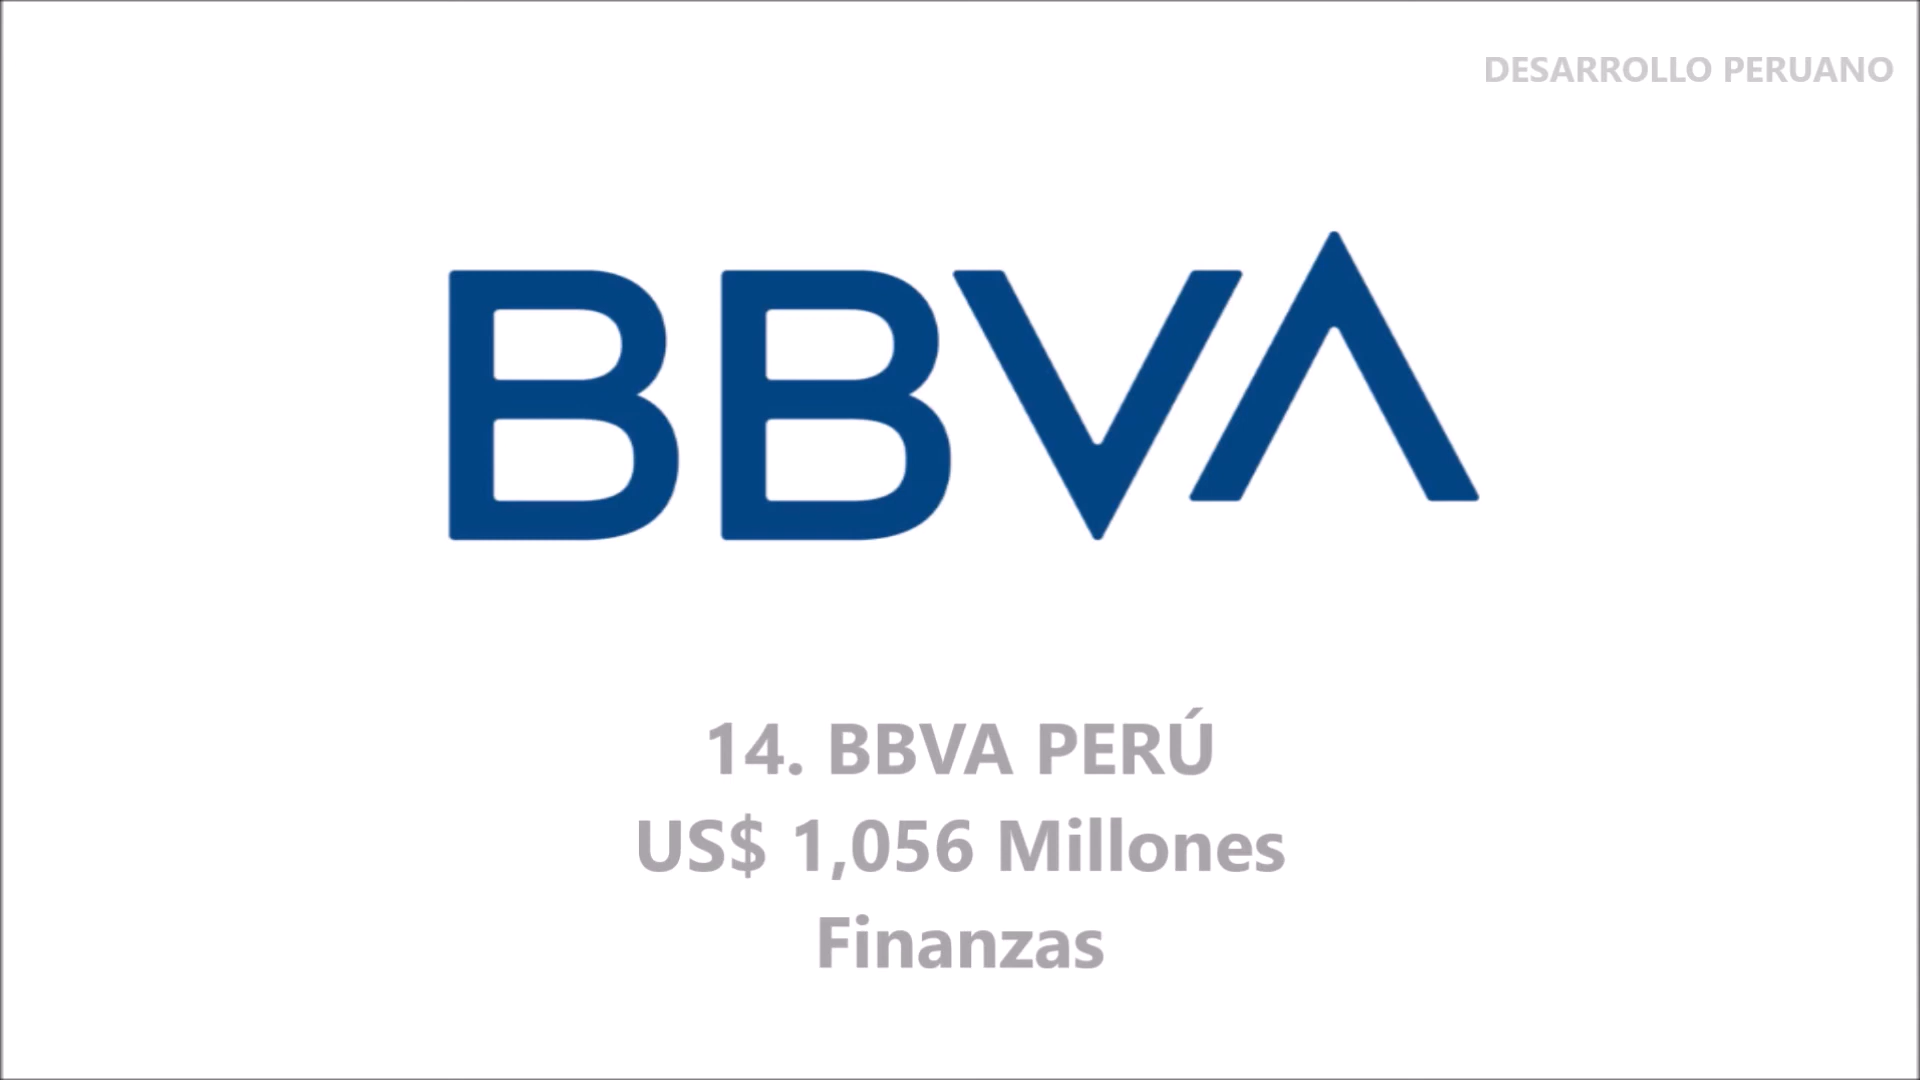 DESARROLLO PERUANO
BBVA
14. BBVA PERÚ
US$ 1,056 Millones
Finanzas